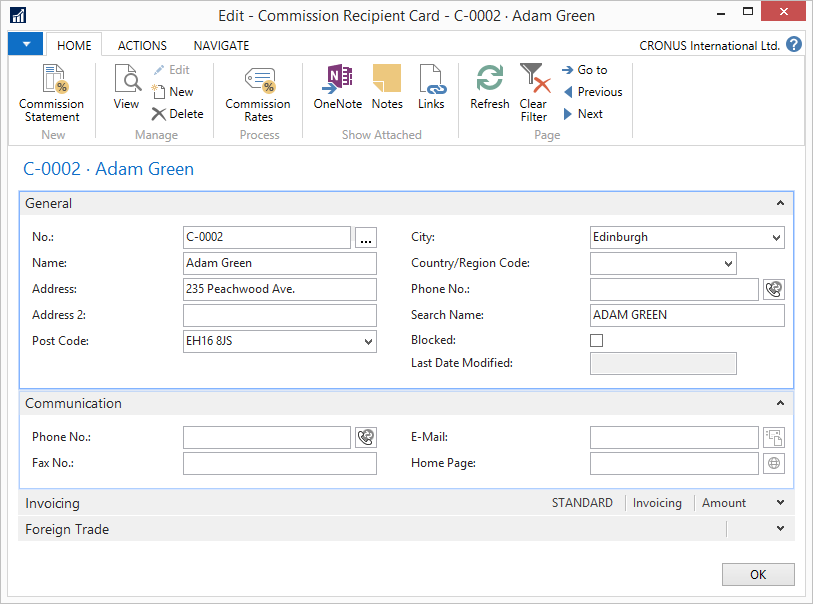 Edit - Commission Recipient Card - C-0002 · Adam Green
HOME ACTIONS NAVIGATE CRONUS International Ltd. ?
Commission Statement
New
View
Edit
New
Delete
Manage
Commission Rates
Process
OneNote
Notes
Links
Show Attached
Refresh
Clear Filter
Go to
Previous
Next
Page
C-0002 · Adam Green
General
No.: C-0002 ... City: Edinburgh
Name: Adam Green Country/Region Code:
Address: 235 Peachwood Ave. Phone No.:
Address 2: Search Name: ADAM GREEN
Post Code: EH16 8JS Blocked:
Last Date Modified:
Communication
Phone No.: E-Mail:
Fax No.: Home Page:
Invoicing STANDARD Invoicing Amount
Foreign Trade
OK